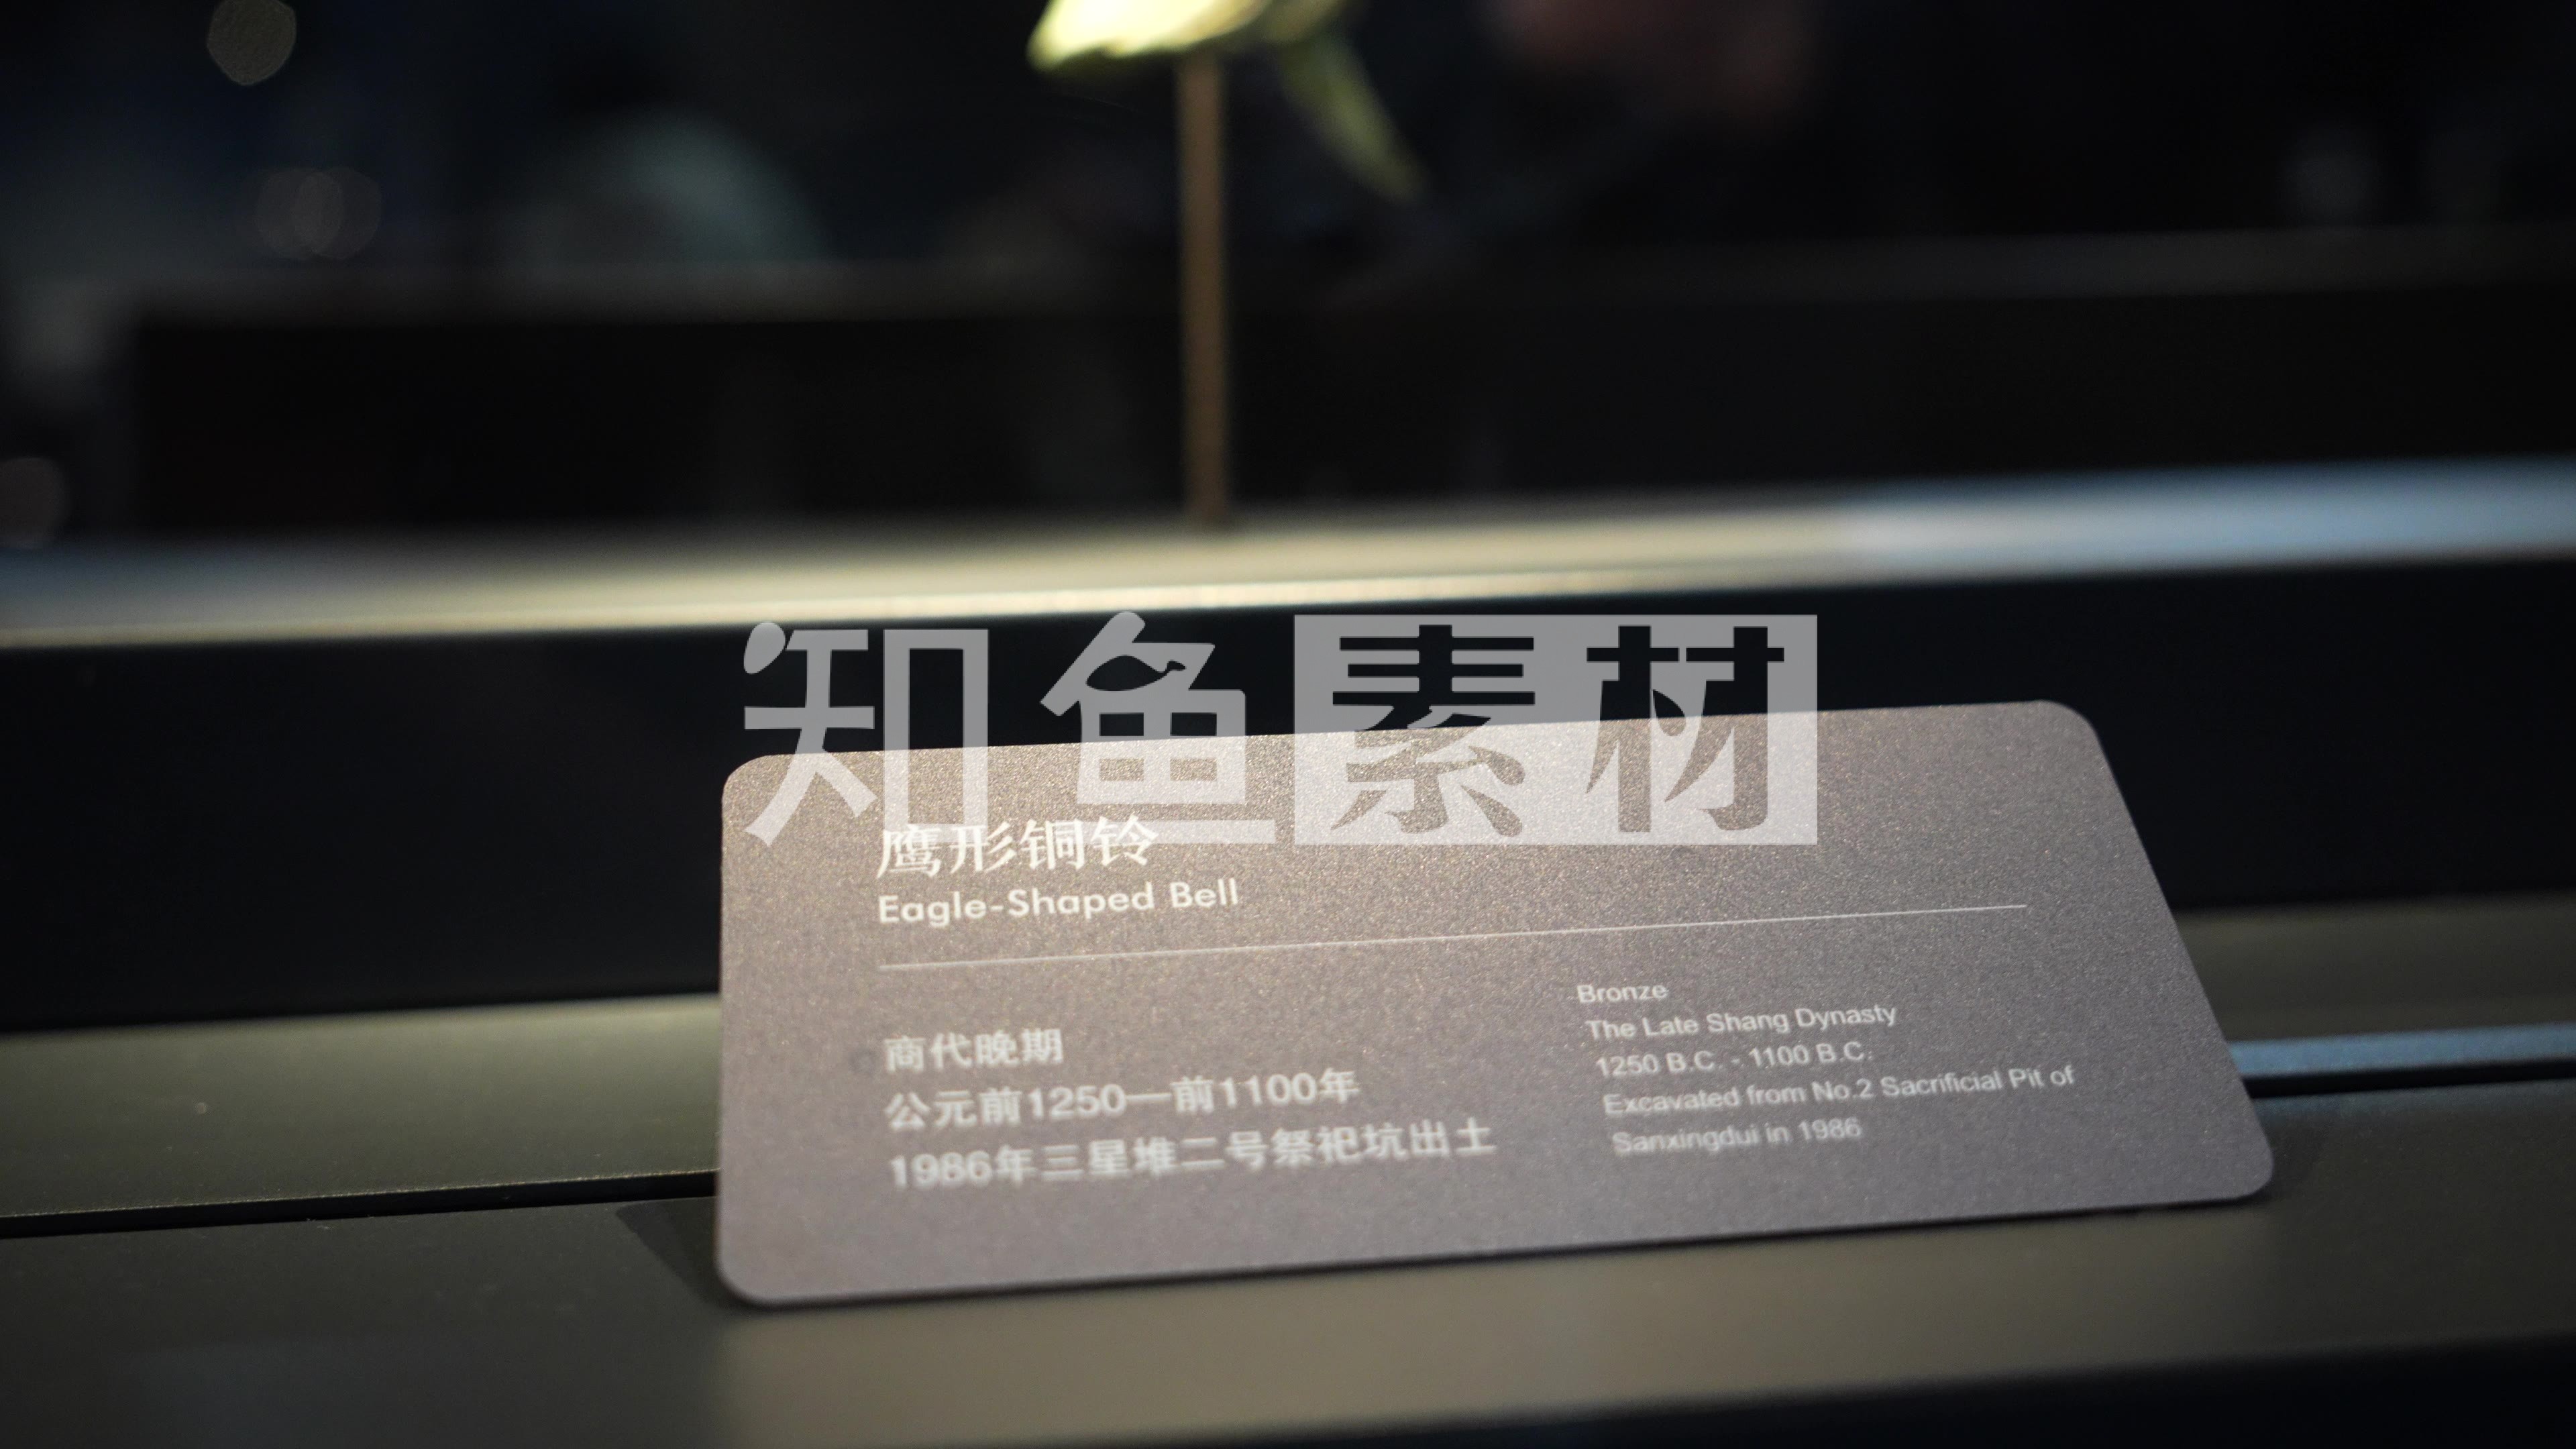 知鱼素材
鹰形铜铃
Eagle-Shaped Bell
商代晚期
公元前1250—前1100年
1986年三星堆二号祭祀坑出土
Bronze
The Late Shang Dynasty
1250 B.C. - 1100 B.C.
Excavated from No.2 Sacrificial Pit of
Sanxingdui in 1986